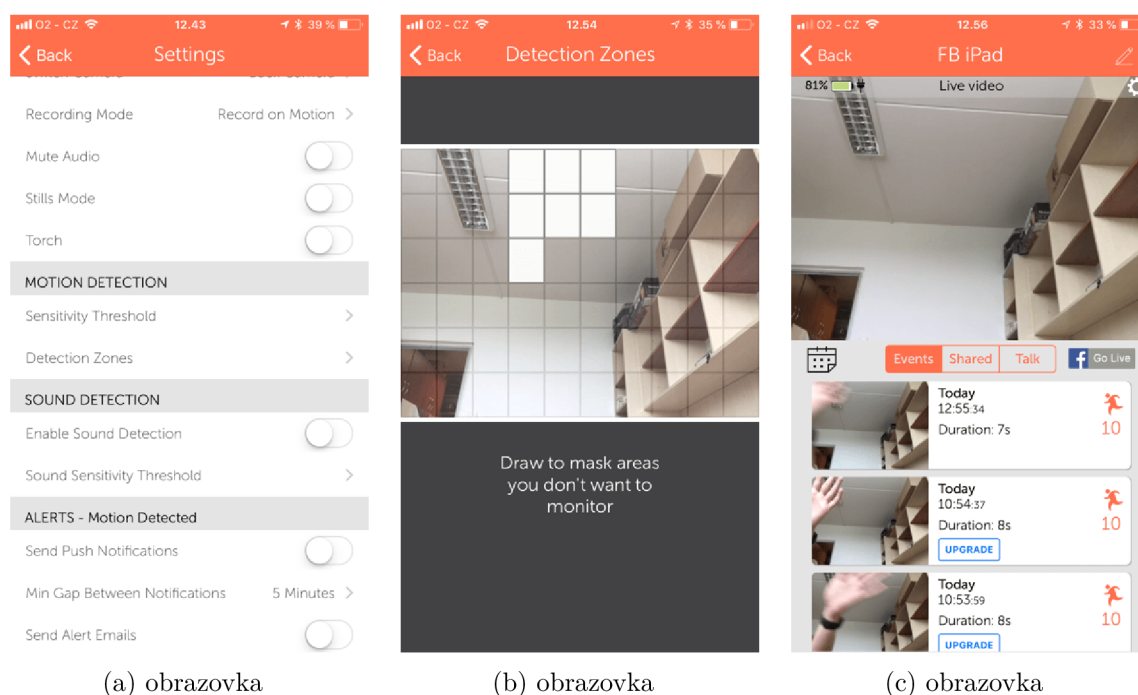 O2 - CZ 12.43 39 %
Back Settings
Recording Mode Record on Motion
Mute Audio
Stills Mode
Torch
MOTION DETECTION
Sensitivity Threshold
Detection Zones
SOUND DETECTION
Enable Sound Detection
Sound Sensitivity Threshold
ALERTS - Motion Detected
Send Push Notifications
Min Gap Between Notifications 5 Minutes
Send Alert Emails
(a) obrazovka
O2 - CZ 12.54 35 %
Back Detection Zones
Draw to mask areas
you don't want to
monitor
(b) obrazovka
O2 - CZ 12.56 33 %
Back FB iPad
81% Live video
Events Shared Talk f Go Live
Today
12:55:34
Duration: 7s
10
Today
10:54:37
Duration: 8s
10
UPGRADE
Today
10:53:59
Duration: 8s
10
UPGRADE
(c) obrazovka